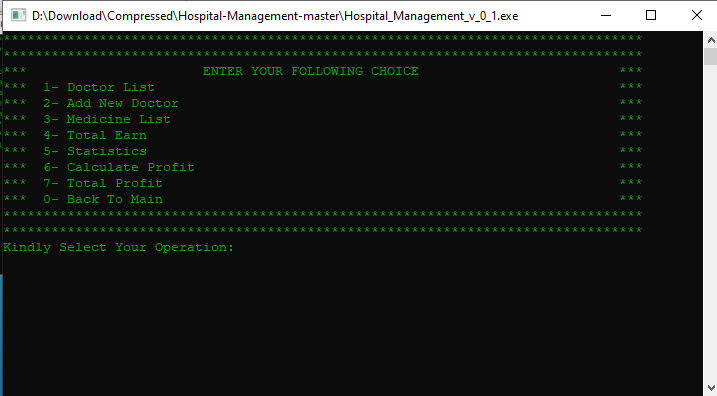 D:\Download\Compressed\Hospital-Management-master\Hospital_Management_v_0_1.exe
********************************************************************************
********************************************************************************
***                      ENTER YOUR FOLLOWING CHOICE                         ***
***  1- Doctor List                                                          ***
***  2- Add New Doctor                                                       ***
***  3- Medicine List                                                        ***
***  4- Total Earn                                                           ***
***  5- Statistics                                                           ***
***  6- Calculate Profit                                                     ***
***  7- Total Profit                                                         ***
***  0- Back To Main                                                         ***
********************************************************************************
********************************************************************************
Kindly Select Your Operation: